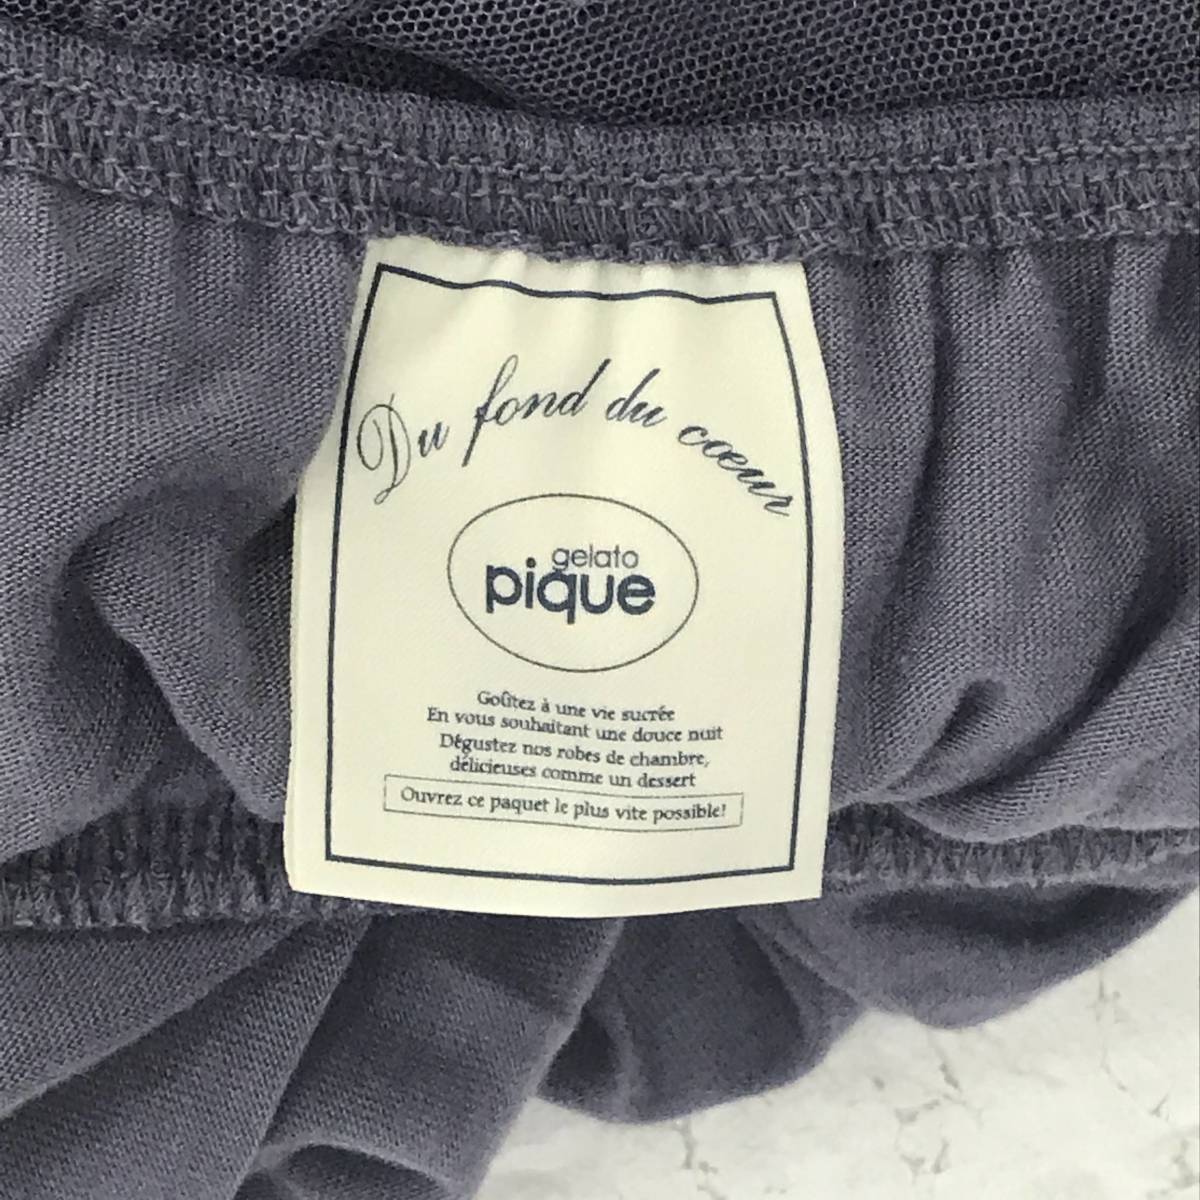 Du fond du cœur
gelato
pique
Goûtez à une vie sucrée
En vous souhaitant une douce nuit
Dégustez nos robes de chambre,
délicieuses comme un dessert
Ouvrez ce paquet le plus vite possible!